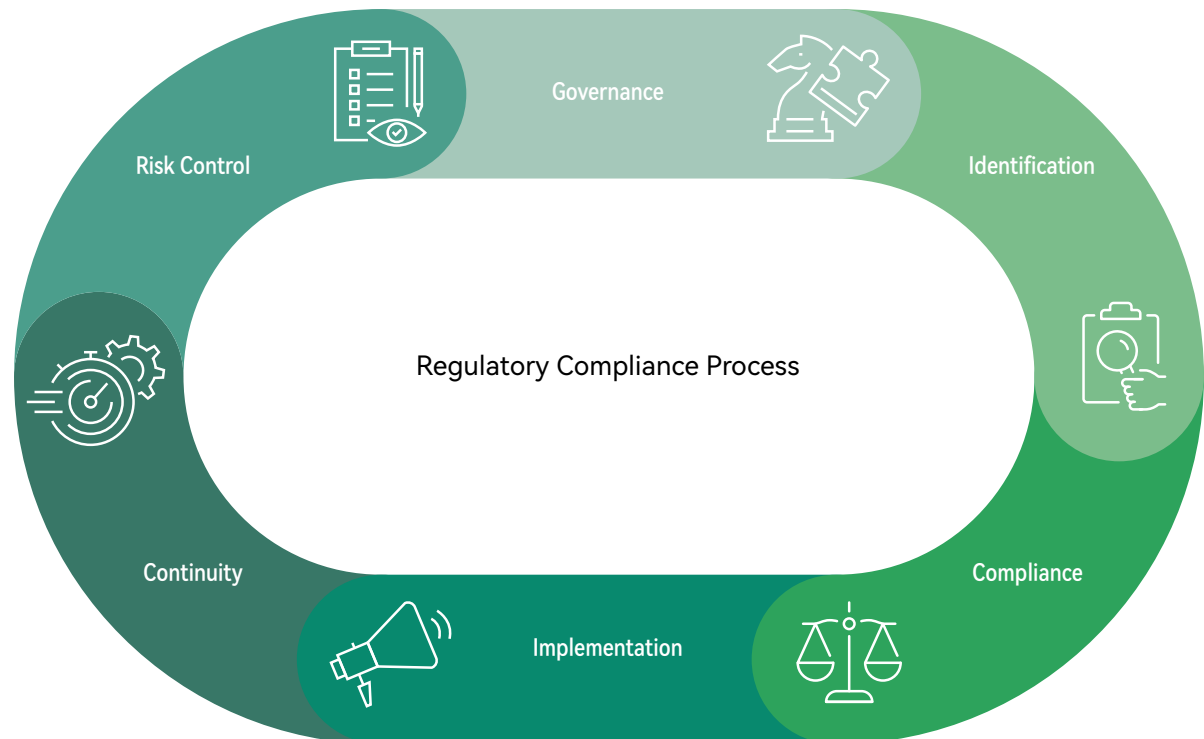 Governance
Risk Control
Identification
Regulatory Compliance Process
Continuity
Compliance
Implementation